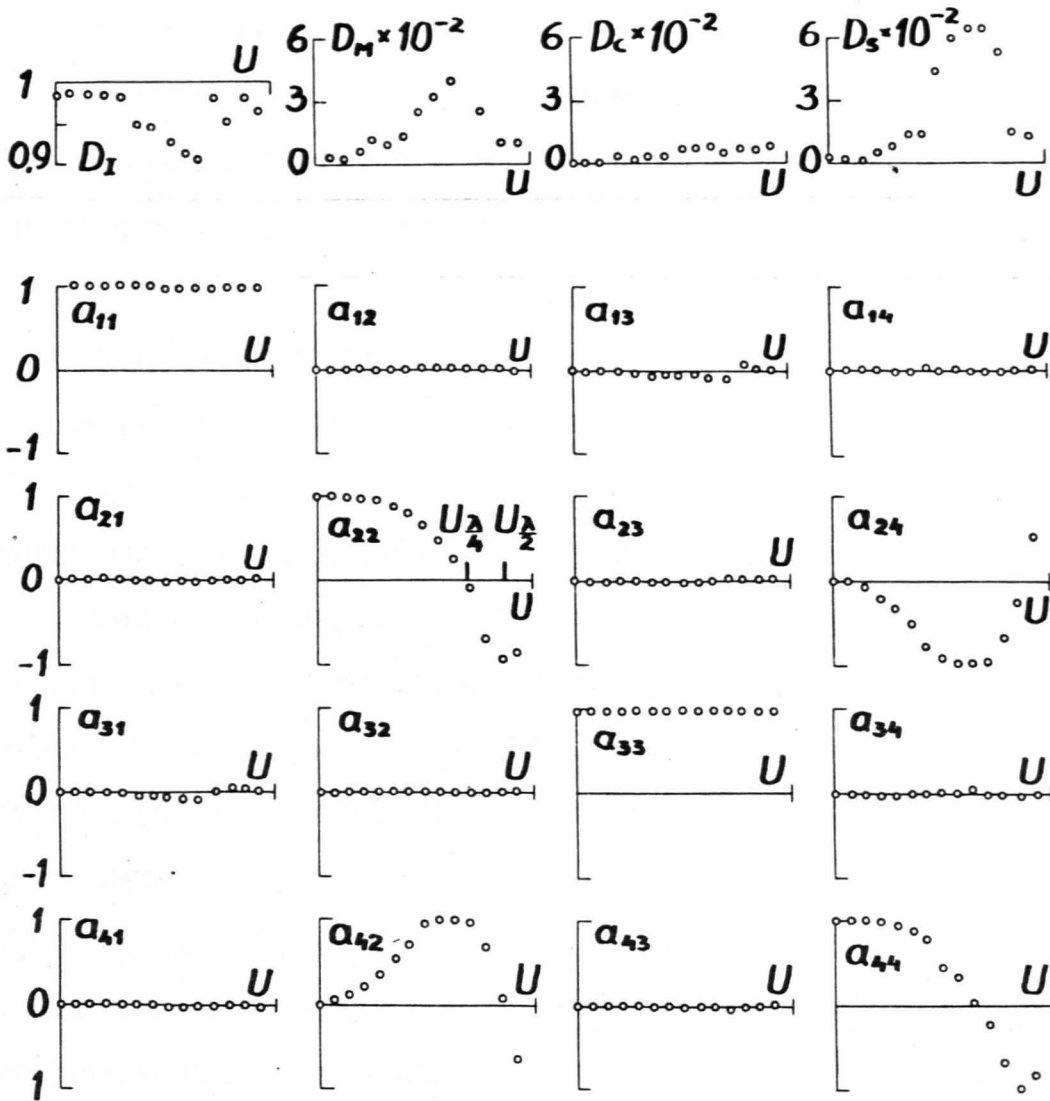 U
1
0,9
D_I
6 D_M × 10⁻²
3
0
U
6 D_C × 10⁻²
3
0
U
6 D_S × 10⁻²
3
0
U
1
0
-1
a₁₁
U
a₁₂
U
a₁₃
U
a₁₄
U
1
0
-1
a₂₁
U
a₂₂
U_λ/4 U_λ/2
U
a₂₃
U
a₂₄
U
1
0
-1
a₃₁
U
a₃₂
U
a₃₃
U
a₃₄
U
1
0
1
a₄₁
U
a₄₂
U
a₄₃
U
a₄₄
U